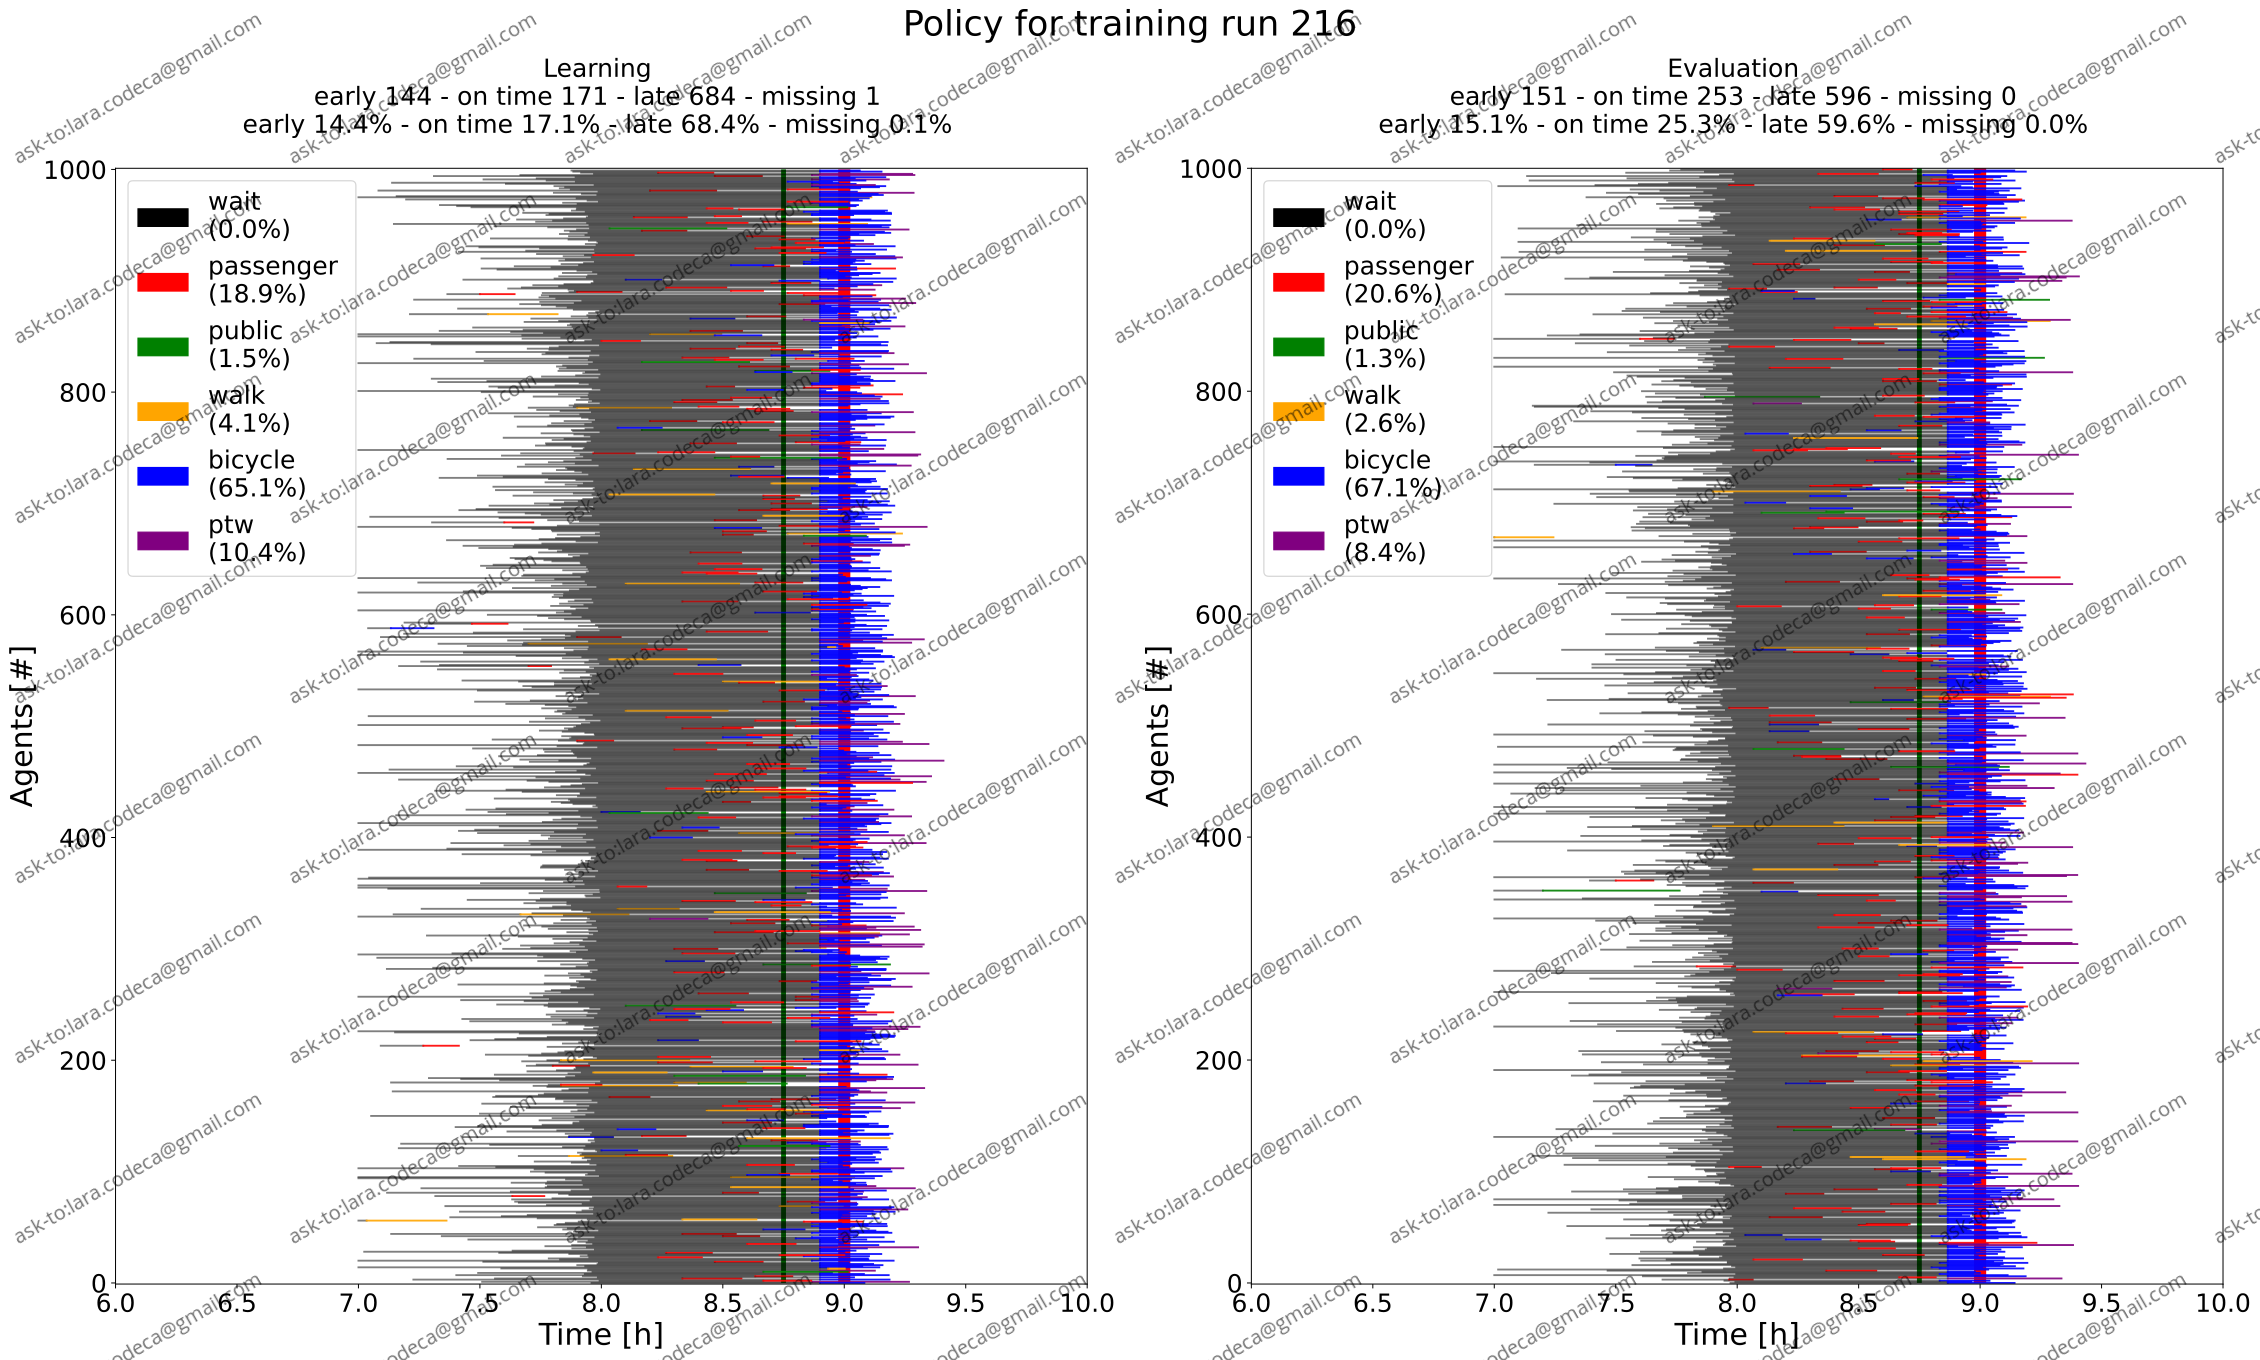 Policy for training run 216
Learning
early 144 - on time 171 - late 684 - missing 1
early 14.4% - on time 17.1% - late 68.4% - missing 0.1%
1000
800
600
400
200
0
Agents [#]
wait
(0.0%)
passenger
(18.9%)
public
(1.5%)
walk
(4.1%)
bicycle
(65.1%)
ptw
(10.4%)
6.0 6.5 7.0 7.5 8.0 8.5 9.0 9.5 10.0
Time [h]
Evaluation
early 151 - on time 253 - late 596 - missing 0
early 15.1% - on time 25.3% - late 59.6% - missing 0.0%
1000
800
600
400
200
0
Agents [#]
wait
(0.0%)
passenger
(20.6%)
public
(1.3%)
walk
(2.6%)
bicycle
(67.1%)
ptw
(8.4%)
6.0 6.5 7.0 7.5 8.0 8.5 9.0 9.5 10.0
Time [h]
ask-to:lara.codeca@gmail.com